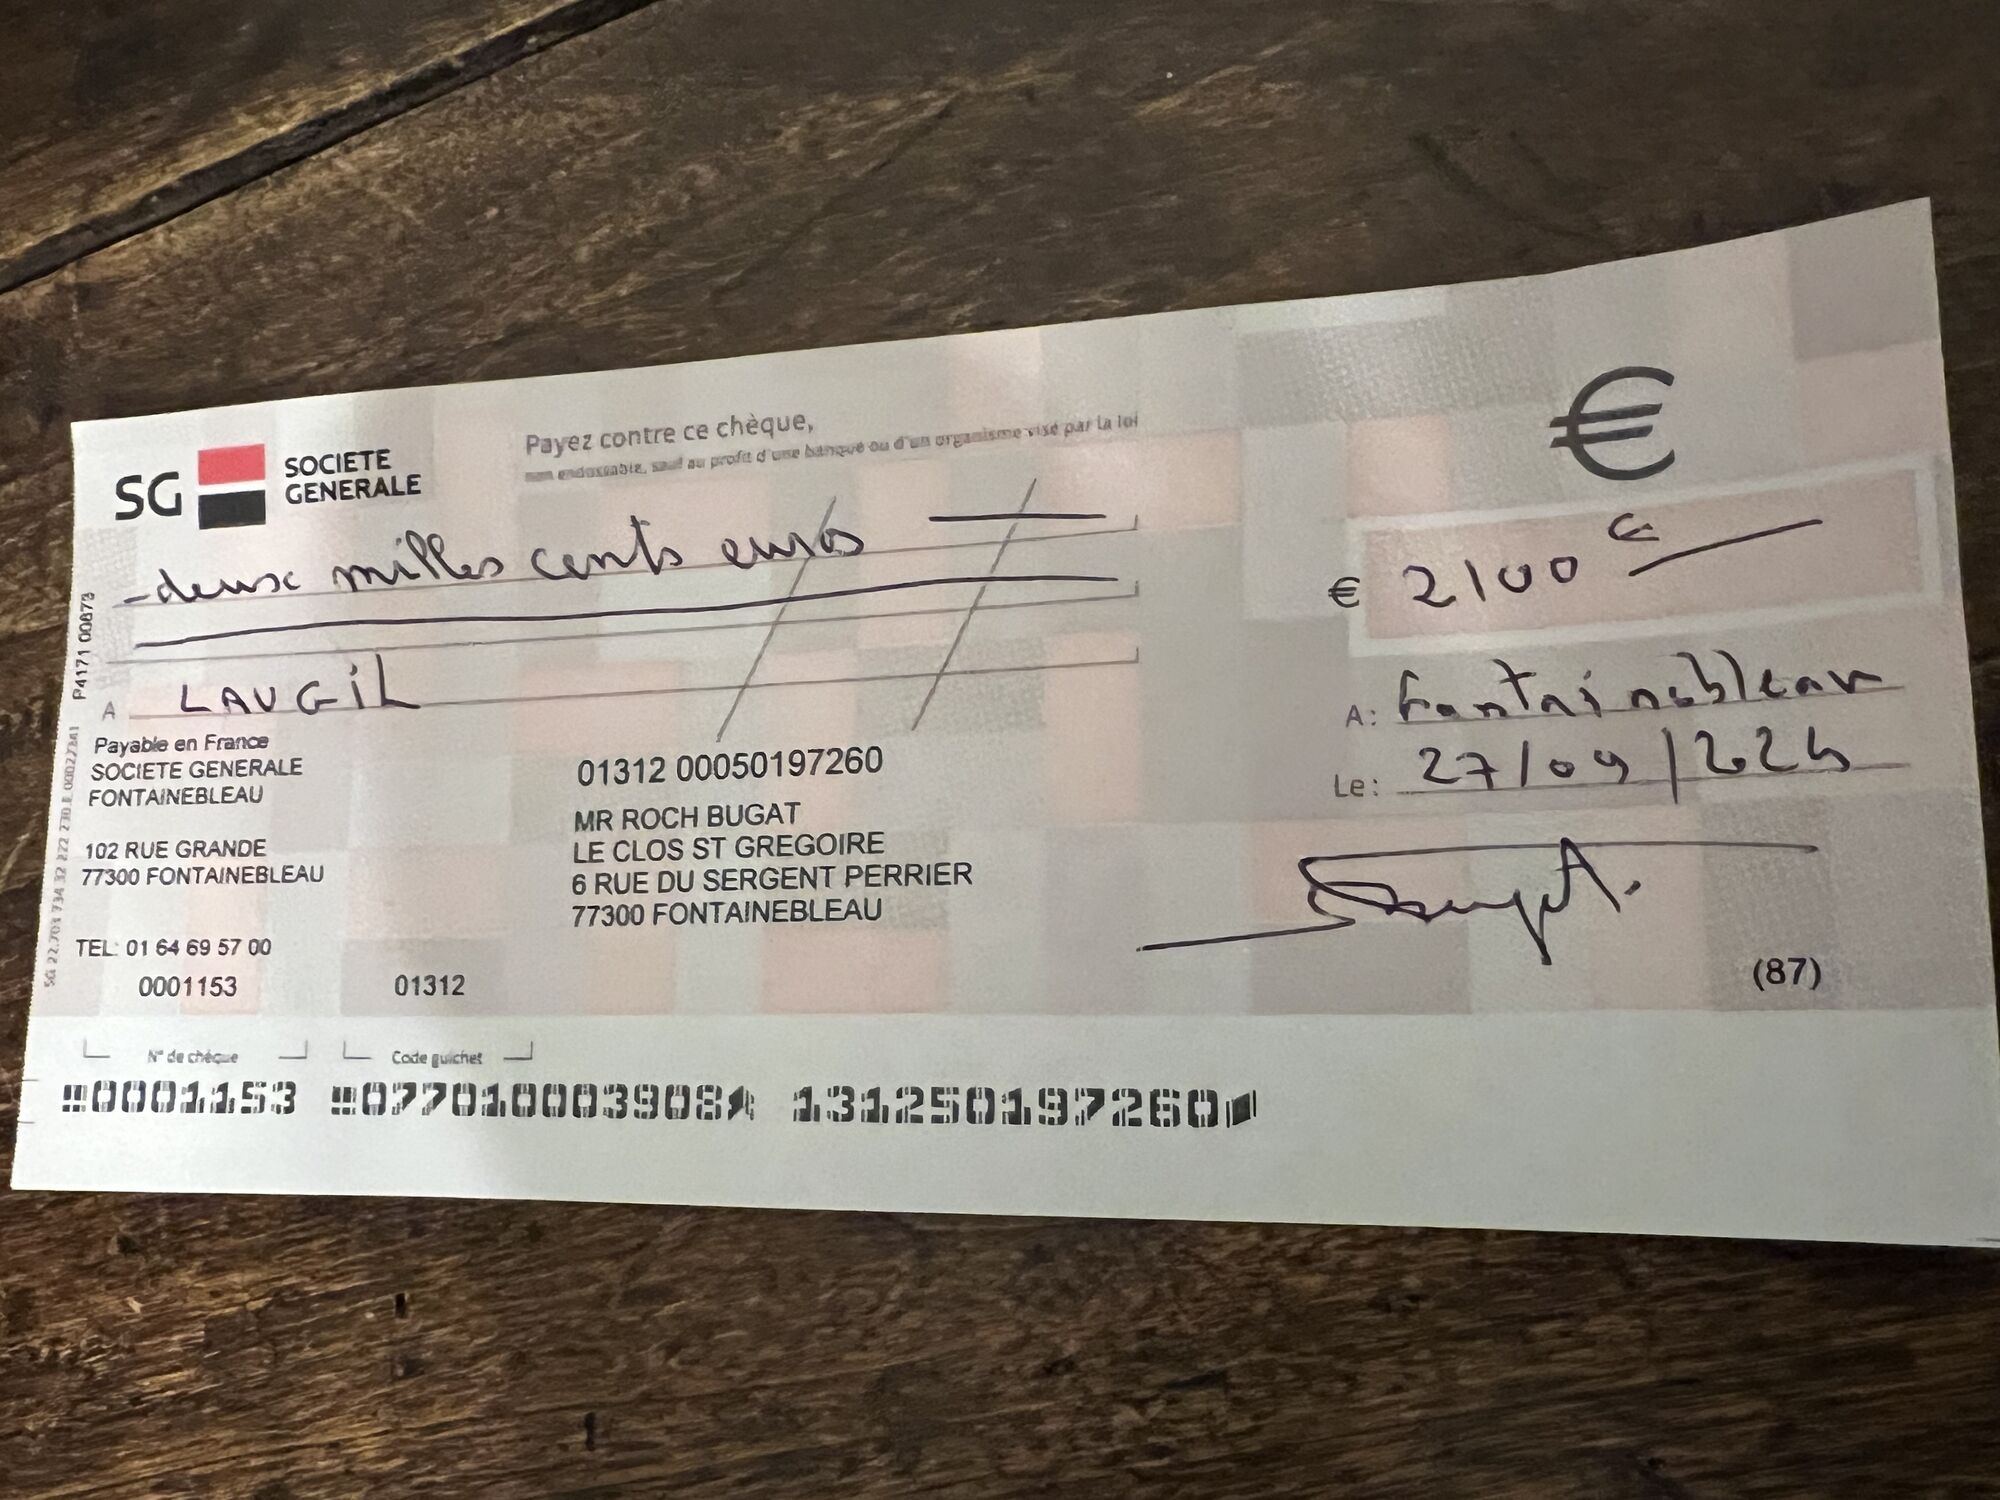 SG SOCIETE GENERALE
Payez contre ce chèque,
non endossable, sauf au profit d'une banque ou d'un organisme visé par la loi
€
deux milles cents euros
€ 2100 €
A LAUGIL
A: Fontainebleau
Le: 27/09/2024
P4171 00873
Payable en France
SOCIETE GENERALE
FONTAINEBLEAU
102 RUE GRANDE
77300 FONTAINEBLEAU
TEL: 01 64 69 57 00
01312 00050197260
MR ROCH BUGAT
LE CLOS ST GREGOIRE
6 RUE DU SERGENT PERRIER
77300 FONTAINEBLEAU
(87)
0001153 01312
N° de chèque Code guichet
0001153 077010003908 131250197260